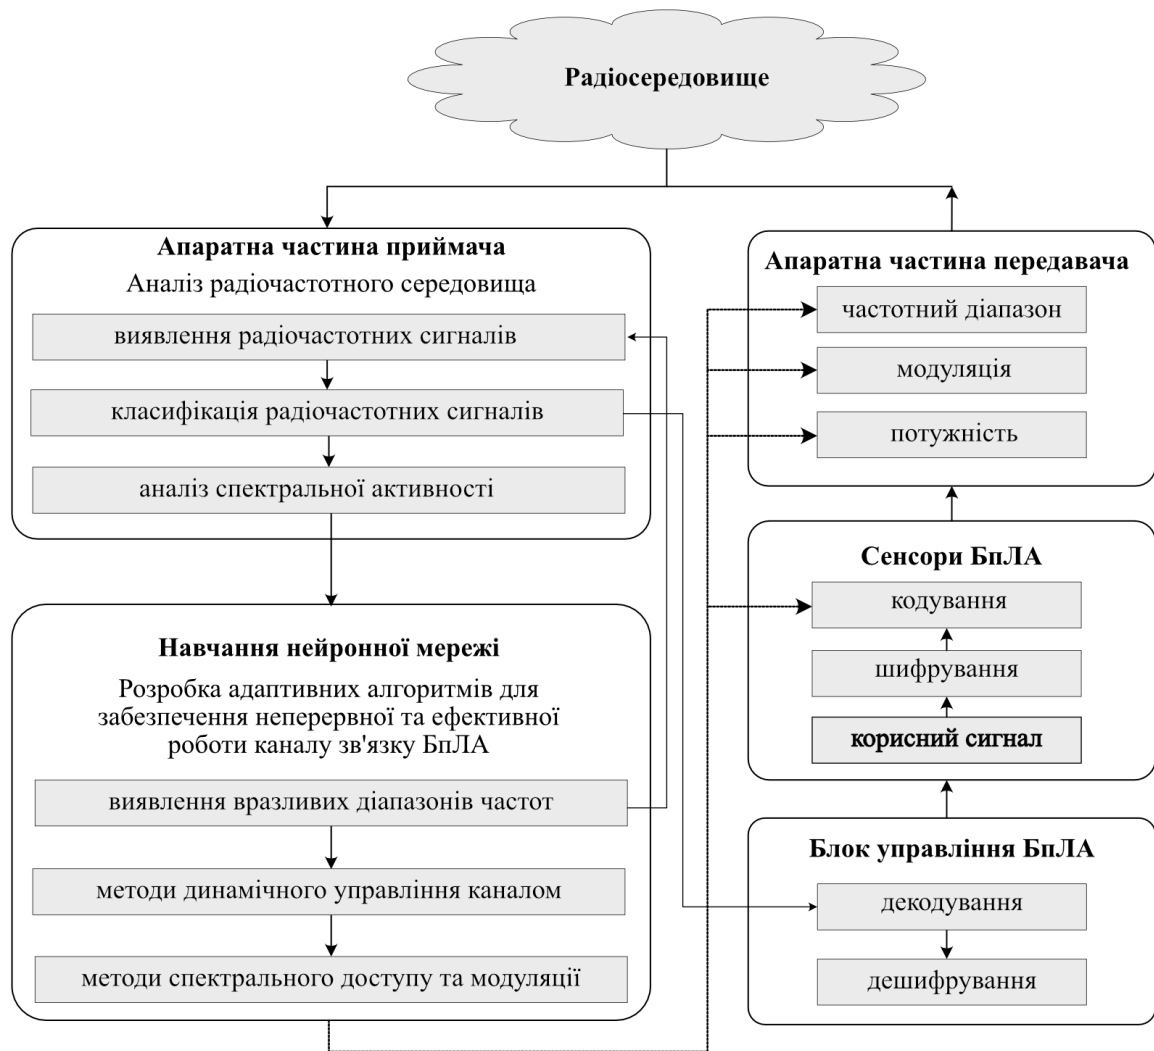 Радіосередовище
Апаратна частина приймача
Аналіз радіочастотного середовища
виявлення радіочастотних сигналів
класифікація радіочастотних сигналів
аналіз спектральної активності
Навчання нейронної мережі
Розробка адаптивних алгоритмів для
забезпечення неперервної та ефективної
роботи каналу зв'язку БпЛА
виявлення вразливих діапазонів частот
методи динамічного управління каналом
методи спектрального доступу та модуляції
Апаратна частина передавача
частотний діапазон
модуляція
потужність
Сенсори БпЛА
кодування
шифрування
корисний сигнал
Блок управління БпЛА
декодування
дешифрування